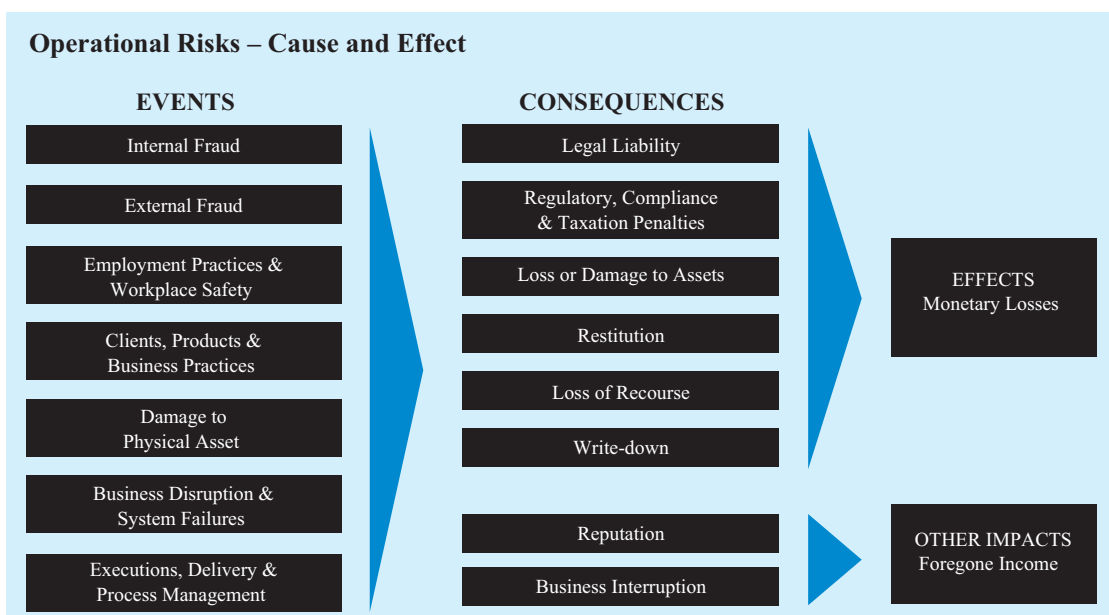 Operational Risks – Cause and Effect
EVENTS
Internal Fraud
External Fraud
Employment Practices &
Workplace Safety
Clients, Products &
Business Practices
Damage to
Physical Asset
Business Disruption &
System Failures
Executions, Delivery &
Process Management
CONSEQUENCES
Legal Liability
Regulatory, Compliance
& Taxation Penalties
Loss or Damage to Assets
Restitution
Loss of Recourse
Write-down
Reputation
Business Interruption
EFFECTS
Monetary Losses
OTHER IMPACTS
Foregone Income